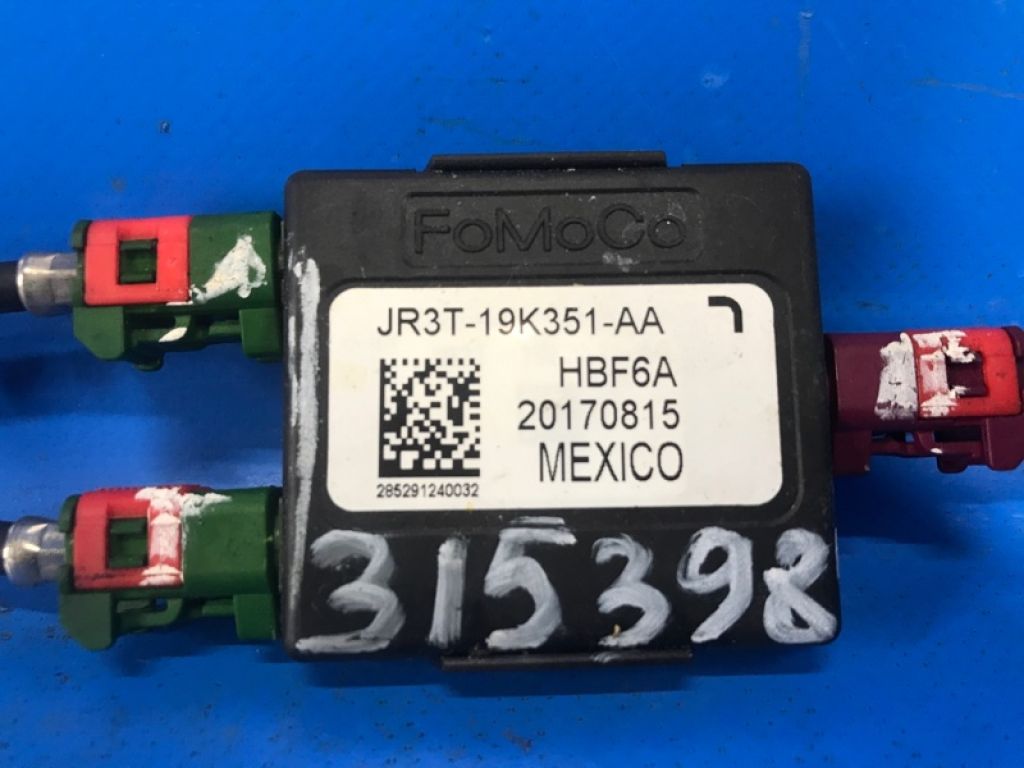 FoMoCo
JR3T-19K351-AA
HBF6A
20170815
MEXICO
285291240032
315398